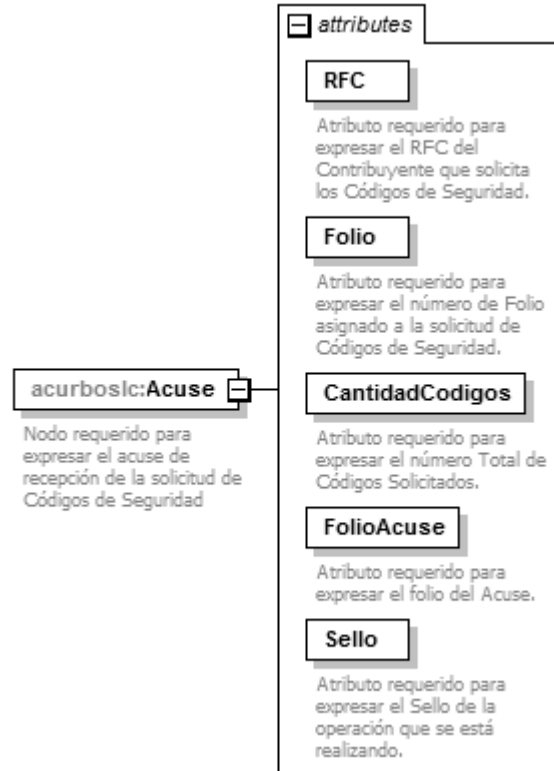 attributes
RFC
Atributo requerido para
expresar el RFC del
Contribuyente que solicita
los Códigos de Seguridad.
Folio
Atributo requerido para
expresar el número de Folio
asignado a la solicitud de
Códigos de Seguridad.
acurboslc:Acuse
Nodo requerido para
expresar el acuse de
recepción de la solicitud de
Códigos de Seguridad
CantidadCodigos
Atributo requerido para
expresar el número Total de
Códigos Solicitados.
FolioAcuse
Atributo requerido para
expresar el folio del Acuse.
Sello
Atributo requerido para
expresar el Sello de la
operación que se está
realizando.